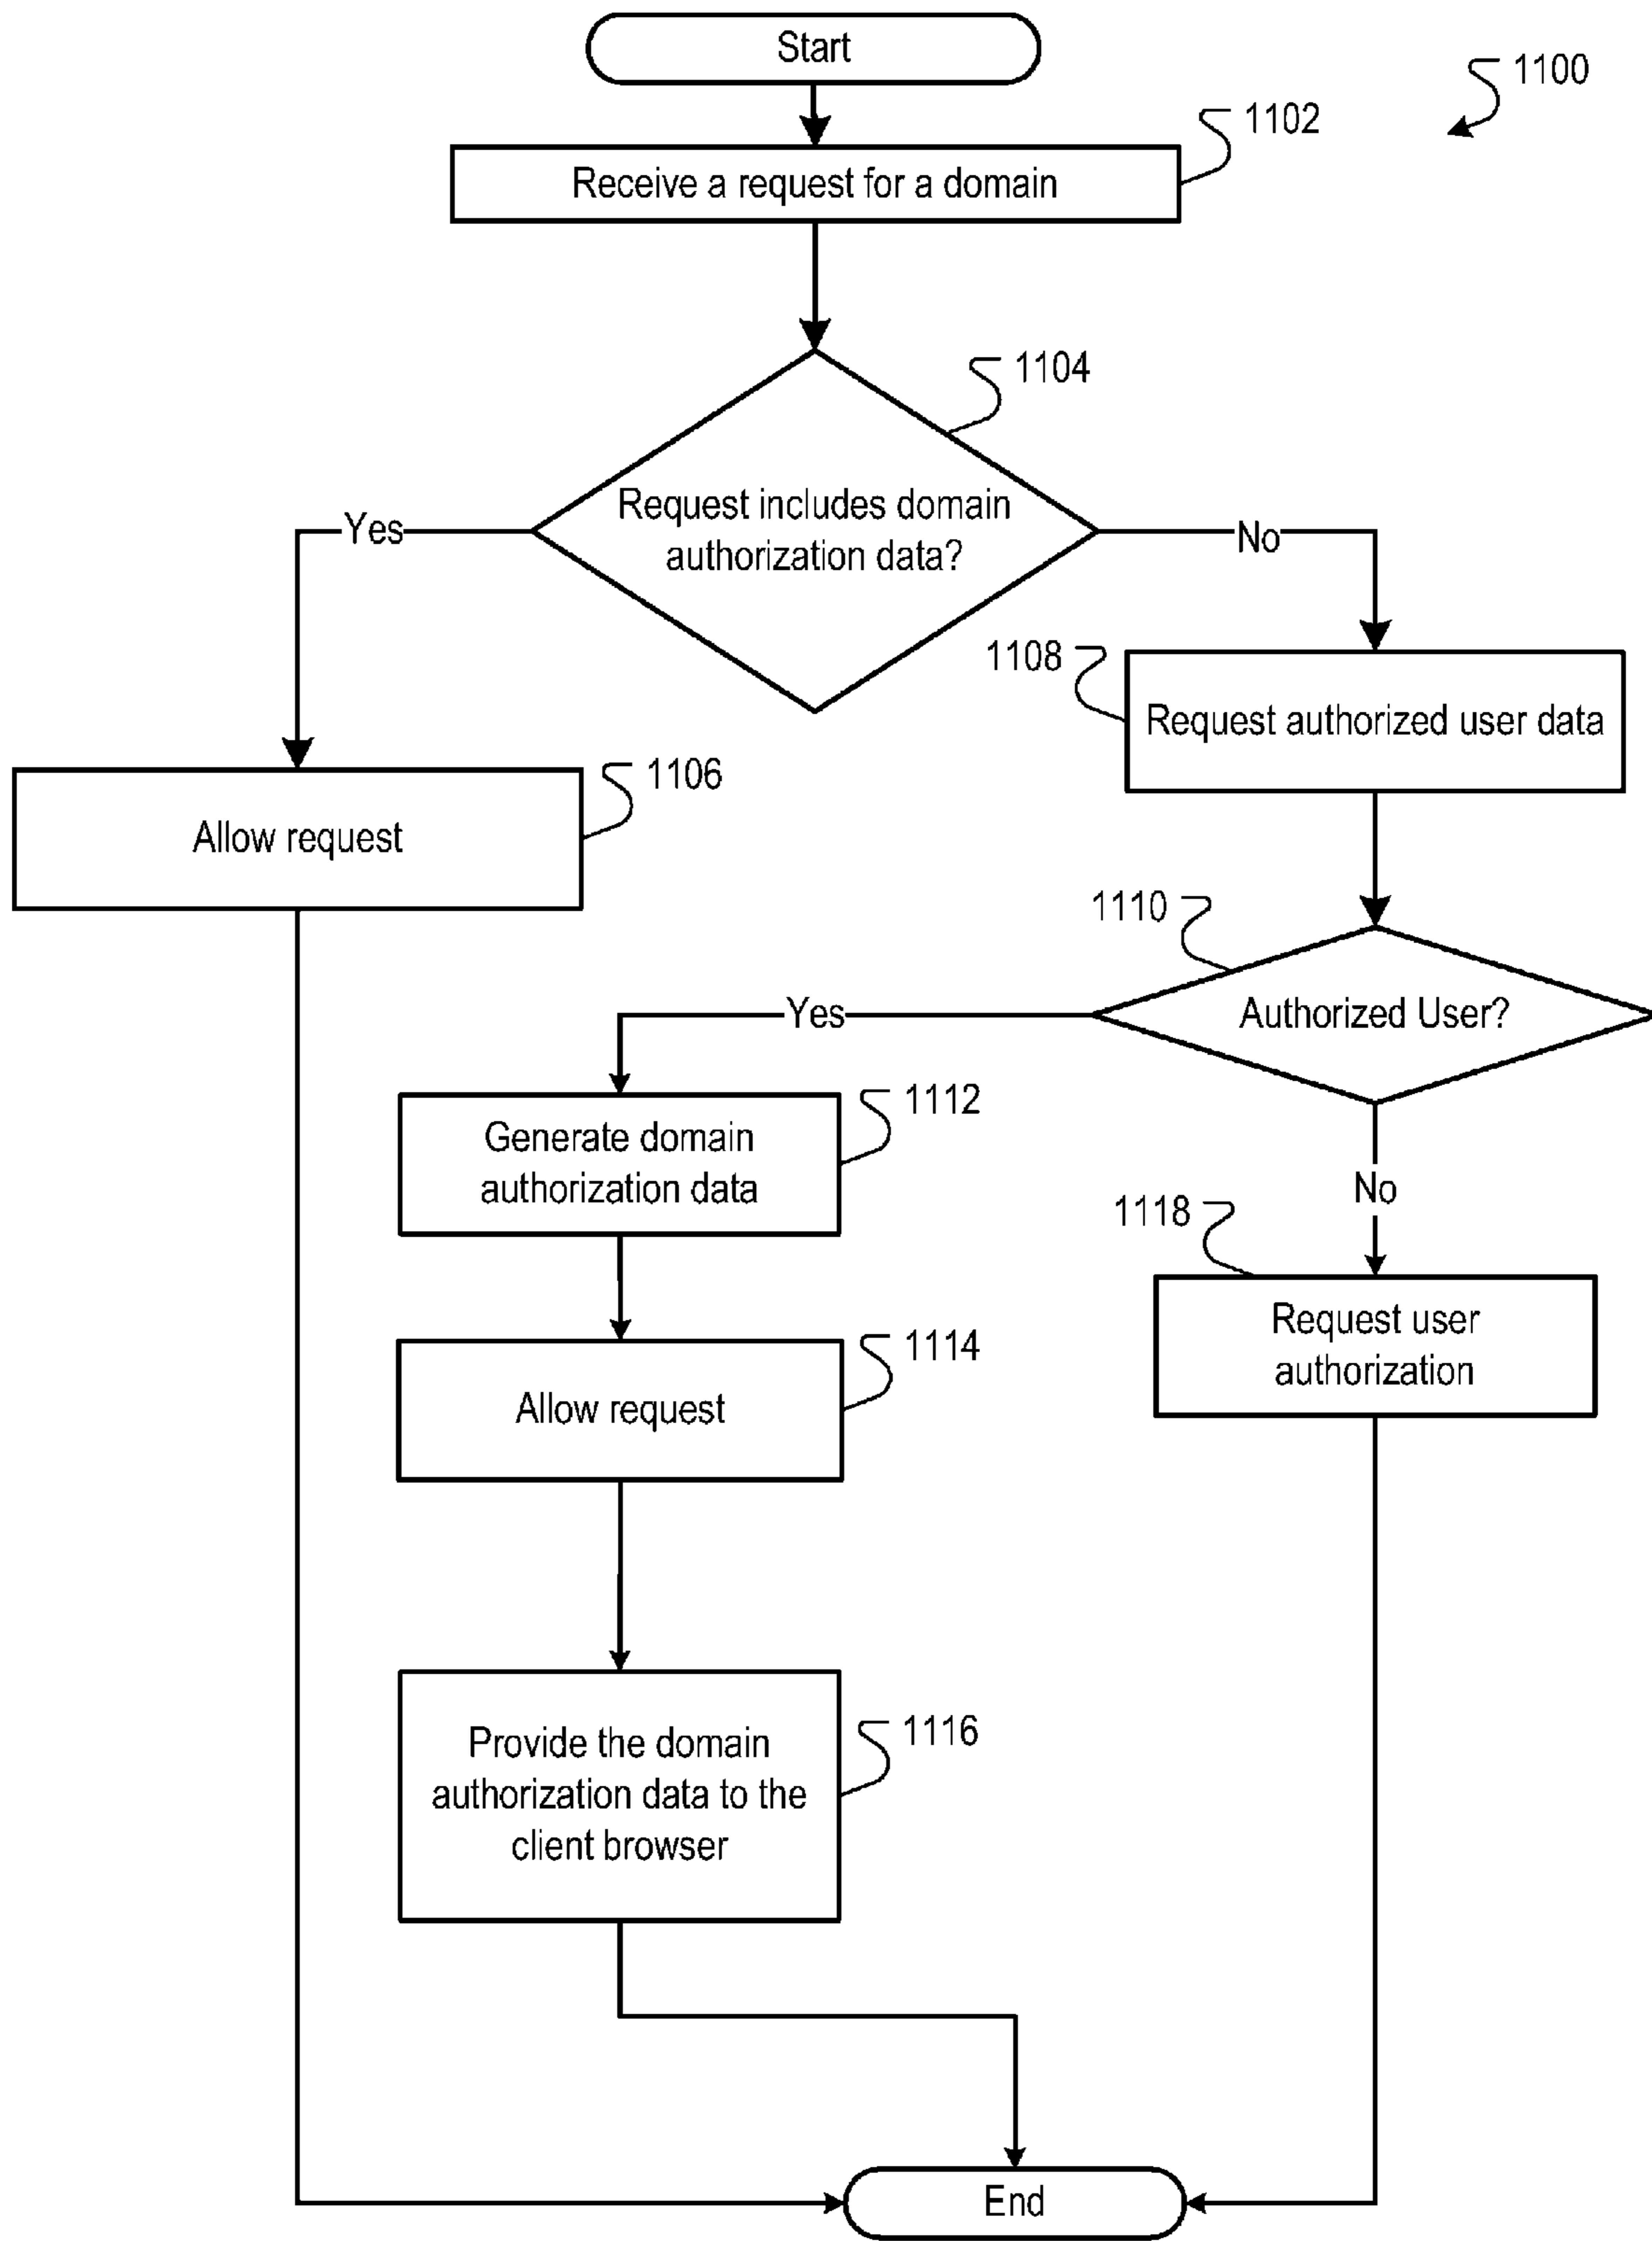 Start
1100
1102
Receive a request for a domain
1104
Request includes domain
authorization data?
Yes
No
1108
Request authorized user data
1106
Allow request
1110
Authorized User?
Yes
1112
Generate domain
authorization data
No
1118
Request user
authorization
1114
Allow request
1116
Provide the domain
authorization data to the
client browser
End